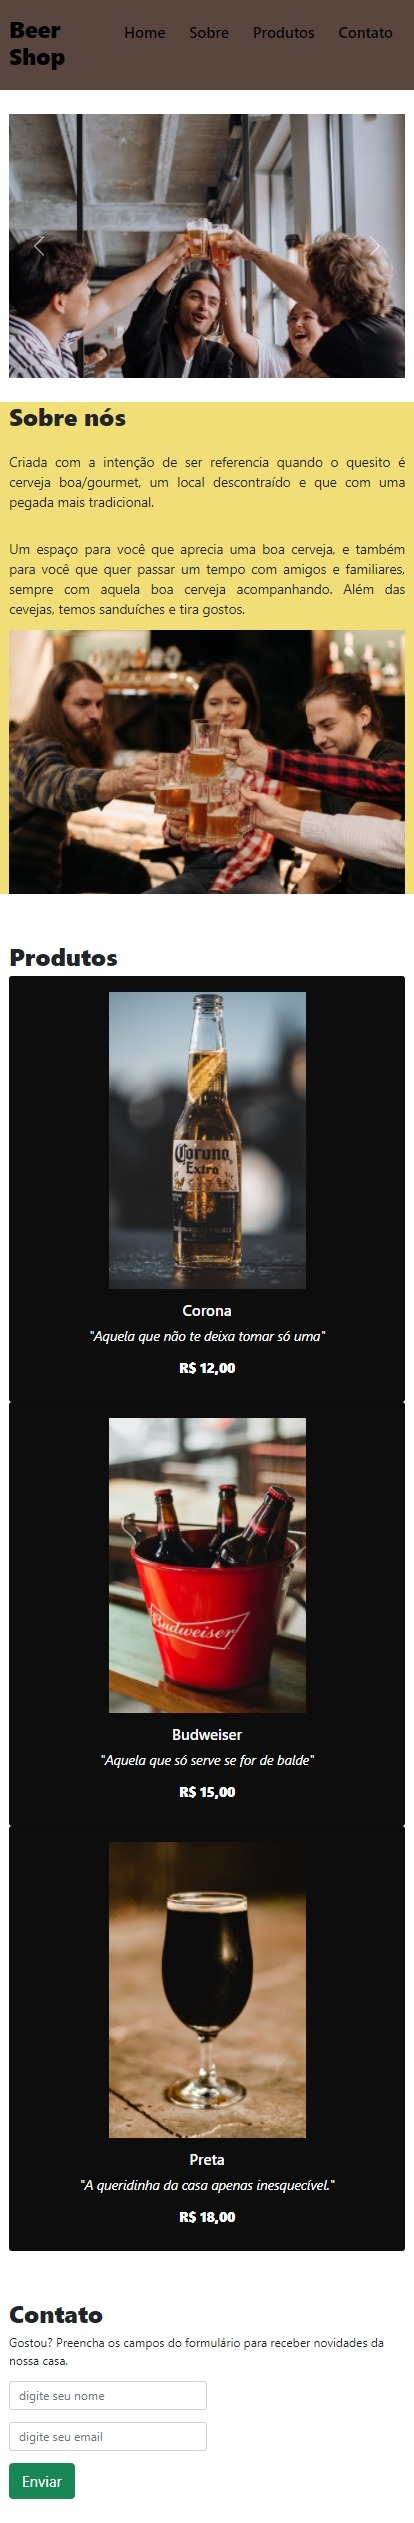 Beer
Shop
Home Sobre Produtos Contato
Sobre nós
Criada com a intenção de ser referencia quando o quesito é
cerveja boa/gourmet, um local descontraído e que com uma
pegada mais tradicional.
Um espaço para você que aprecia uma boa cerveja, e também
para você que quer passar um tempo com amigos e familiares,
sempre com aquela boa cerveja acompanhando. Além das
cevejas, temos sanduíches e tira gostos.
Produtos
Corona
Extra
Corona
"Aquela que não te deixa tomar só uma"
R$ 12,00
Budweiser
Budweiser
"Aquela que só serve se for de balde"
R$ 15,00
Preta
"A queridinha da casa apenas inesquecível."
R$ 18,00
Contato
Gostou? Preencha os campos do formulário para receber novidades da
nossa casa.
digite seu nome
digite seu email
Enviar